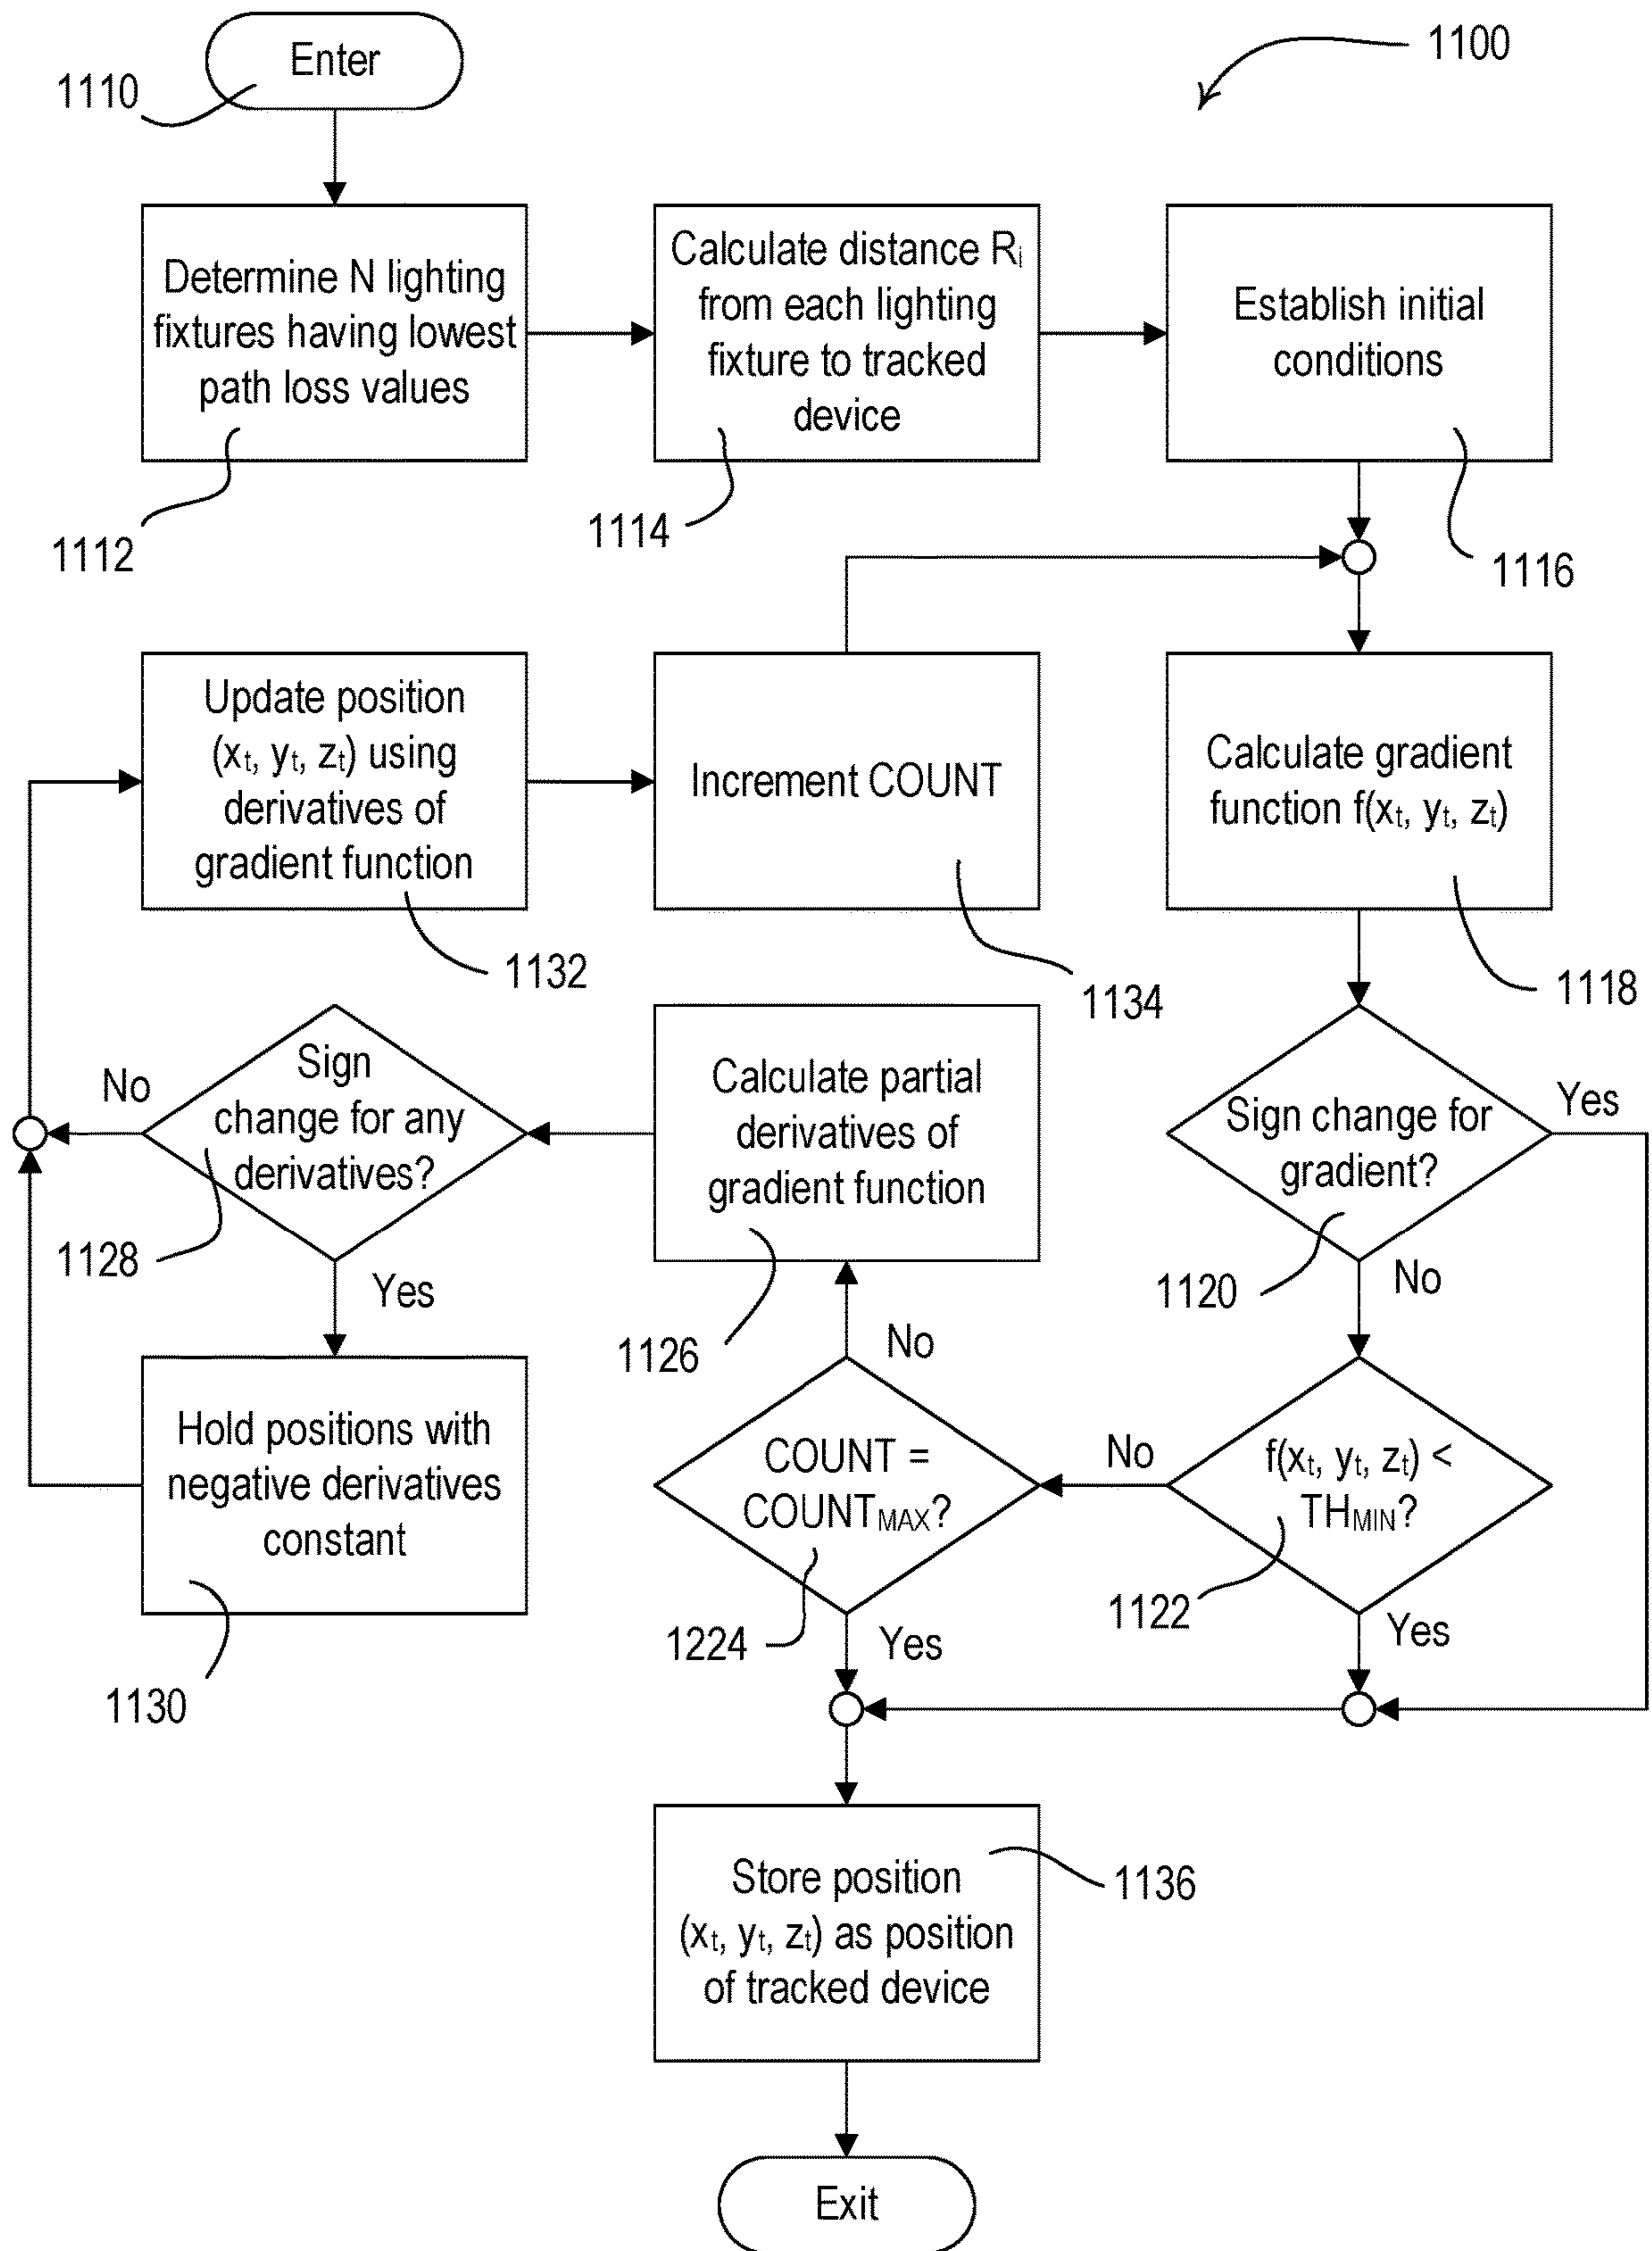 Enter
1100
1110
Determine N lighting
fixtures having lowest
path loss values
1112
Calculate distance Rᵢ
from each lighting
fixture to tracked
device
1114
Establish initial
conditions
1116
Update position
(xₜ, yₜ, zₜ) using
derivatives of
gradient function
1132
Increment COUNT
1134
Calculate gradient
function f(xₜ, yₜ, zₜ)
1118
Sign
change for any
derivatives?
No
Yes
1128
Calculate partial
derivatives of
gradient function
1126
Sign change for
gradient?
Yes
No
1120
Hold positions with
negative derivatives
constant
1130
COUNT =
COUNTMAX?
No
Yes
1224
f(xₜ, yₜ, zₜ) <
THMIN?
No
Yes
1122
Store position
(xₜ, yₜ, zₜ) as position
of tracked device
1136
Exit